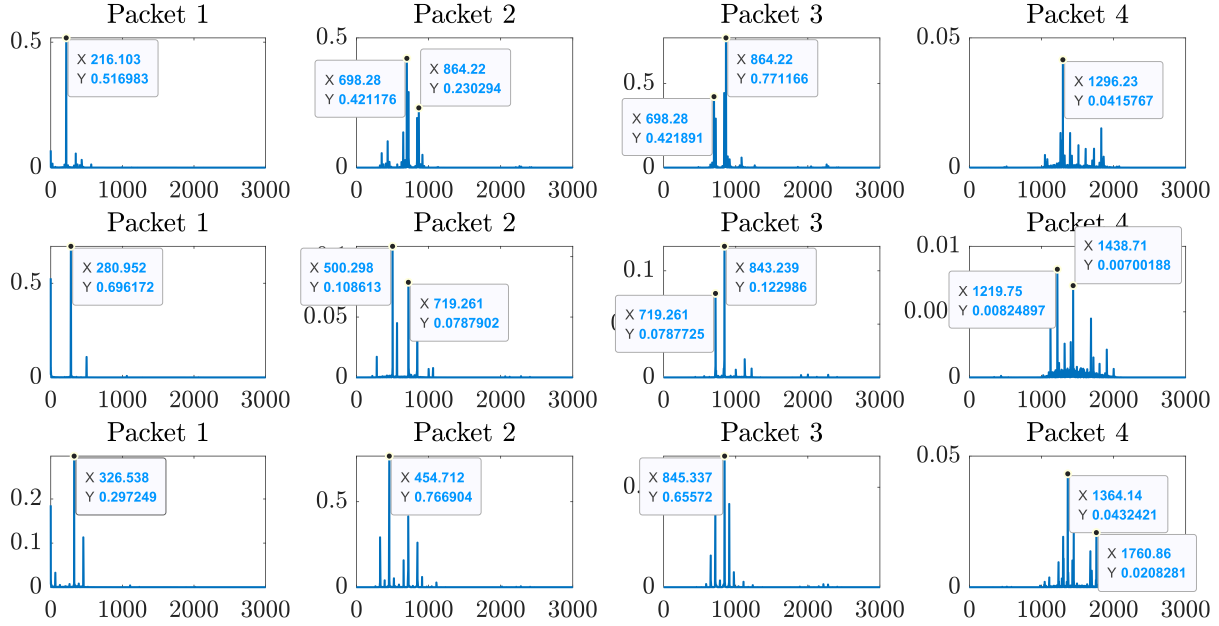 Packet 1
Packet 2
Packet 3
Packet 4
0.5
0
X 216.103
Y 0.516983
0 1000 2000 3000
0.5
0
X 698.28
Y 0.421176
X 864.22
Y 0.230294
0 1000 2000 3000
0.5
0
X 864.22
Y 0.771166
X 698.28
Y 0.421891
0 1000 2000 3000
0.05
0
X 1296.23
Y 0.0415767
0 1000 2000 3000
Packet 1
Packet 2
Packet 3
Packet 4
0.5
0
X 280.952
Y 0.696172
0 1000 2000 3000
0.05
0
X 500.298
Y 0.108613
X 719.261
Y 0.0787902
0 1000 2000 3000
0.1
0
X 843.239
Y 0.122986
X 719.261
Y 0.0787725
0 1000 2000 3000
0.01
0.00
0
X 1438.71
Y 0.00700188
X 1219.75
Y 0.00824897
0 1000 2000 3000
Packet 1
Packet 2
Packet 3
Packet 4
0.2
0.1
0
X 326.538
Y 0.297249
0 1000 2000 3000
0.5
0
X 454.712
Y 0.766904
0 1000 2000 3000
0
X 845.337
Y 0.65572
0 1000 2000 3000
0.05
0
X 1364.14
Y 0.0432421
X 1760.86
Y 0.0208281
0 1000 2000 3000